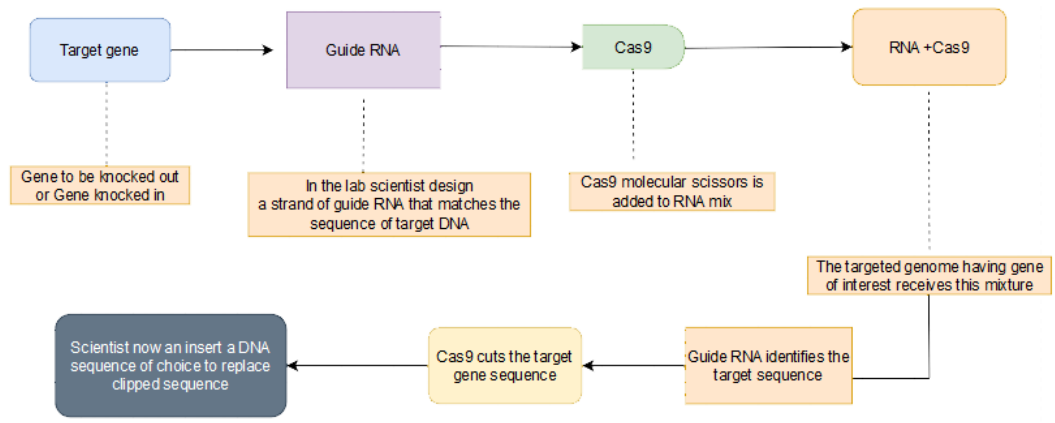 Target gene
Guide RNA
Cas9
RNA +Cas9
Gene to be knocked out
or Gene knocked in
In the lab scientist design
a strand of guide RNA that matches the
sequence of target DNA
Cas9 molecular scissors is
added to RNA mix
The targeted genome having gene
of interest receives this mixture
Guide RNA identifies the
target sequence
Cas9 cuts the target
gene sequence
Scientist now an insert a DNA
sequence of choice to replace
clipped sequence